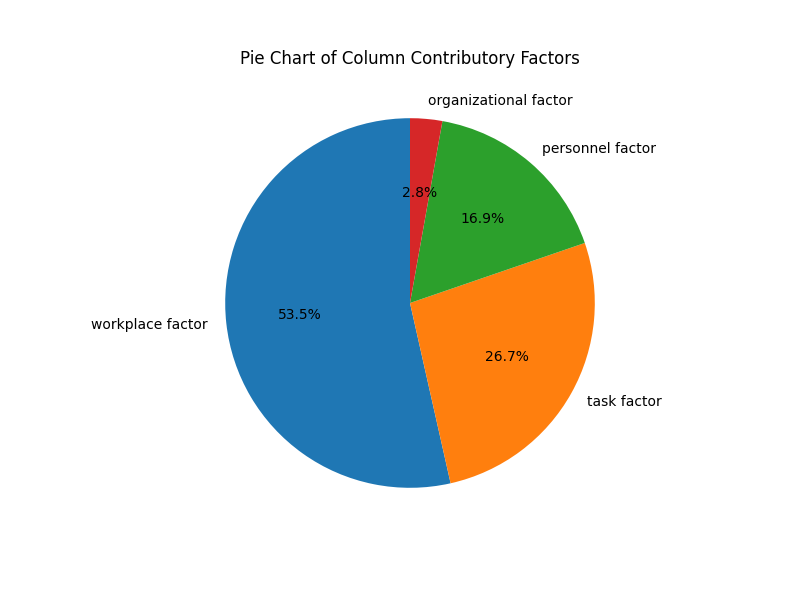 Pie Chart of Column Contributory Factors
organizational factor
personnel factor
2.8%
16.9%
53.5%
workplace factor
26.7%
task factor